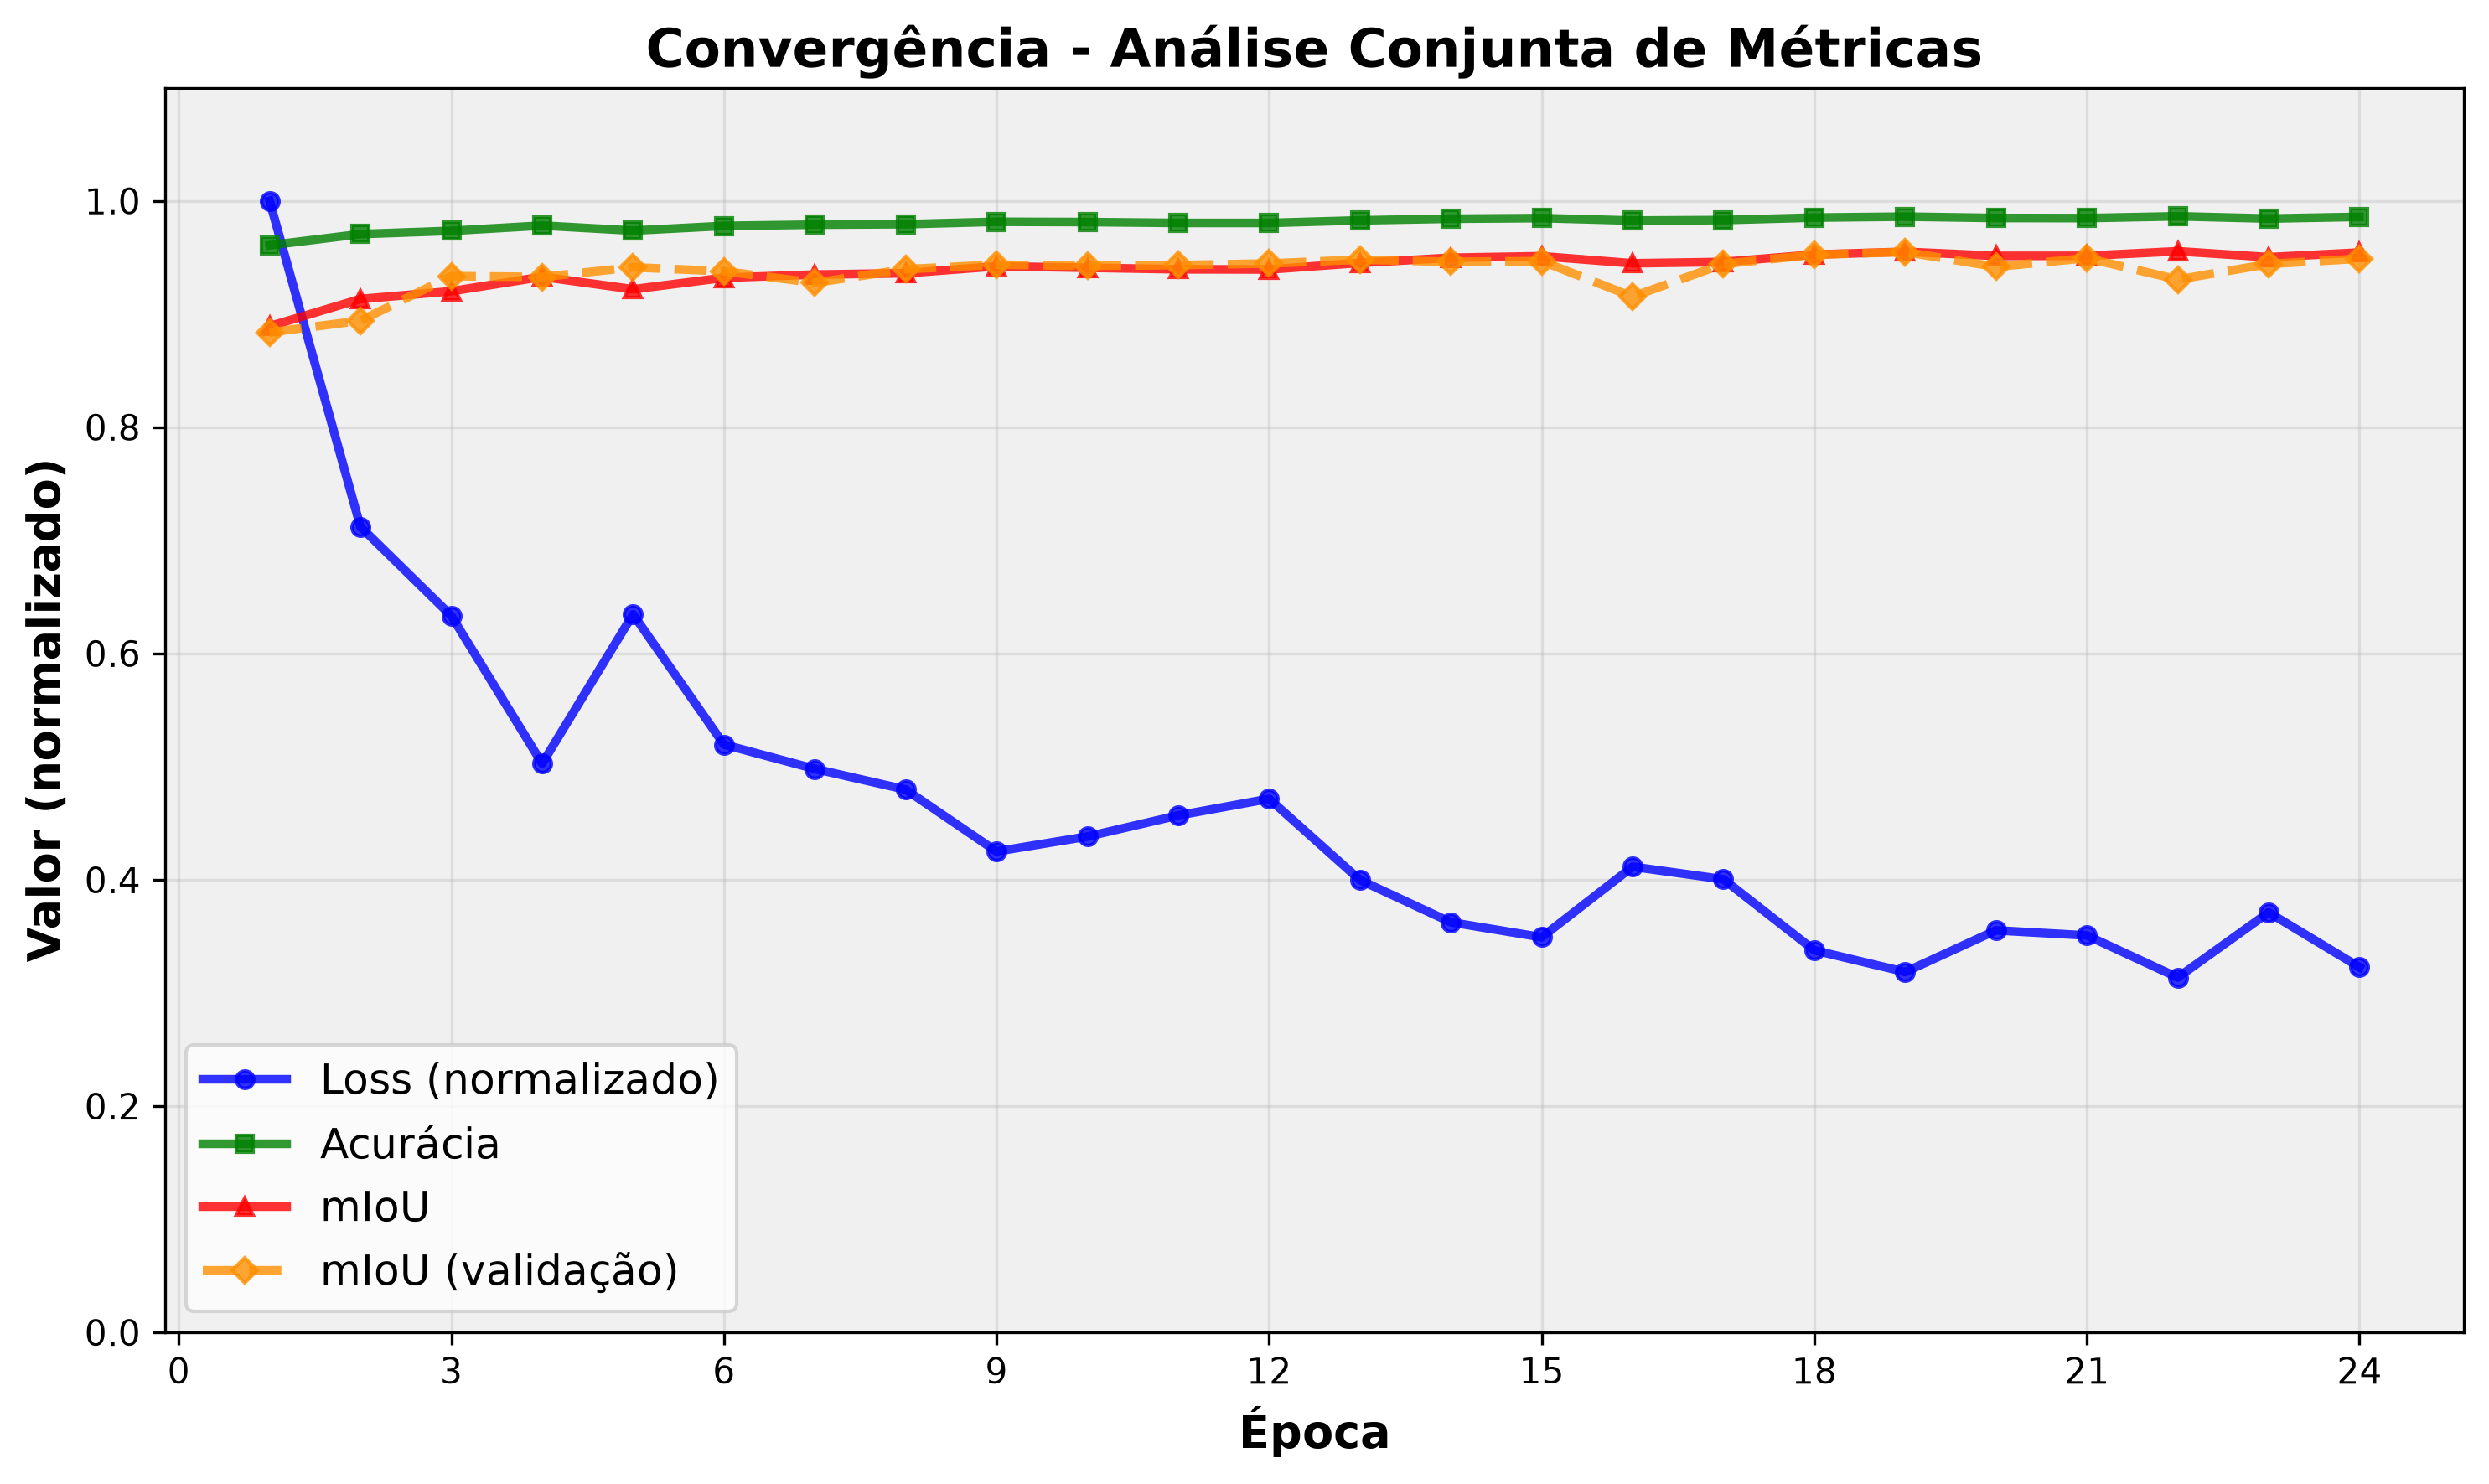 Convergência - Análise Conjunta de Métricas
Valor (normalizado)
1.0
0.8
0.6
0.4
0.2
0.0
Loss (normalizado)
Acurácia
mIoU
mIoU (validação)
0 3 6 9 12 15 18 21 24
Época